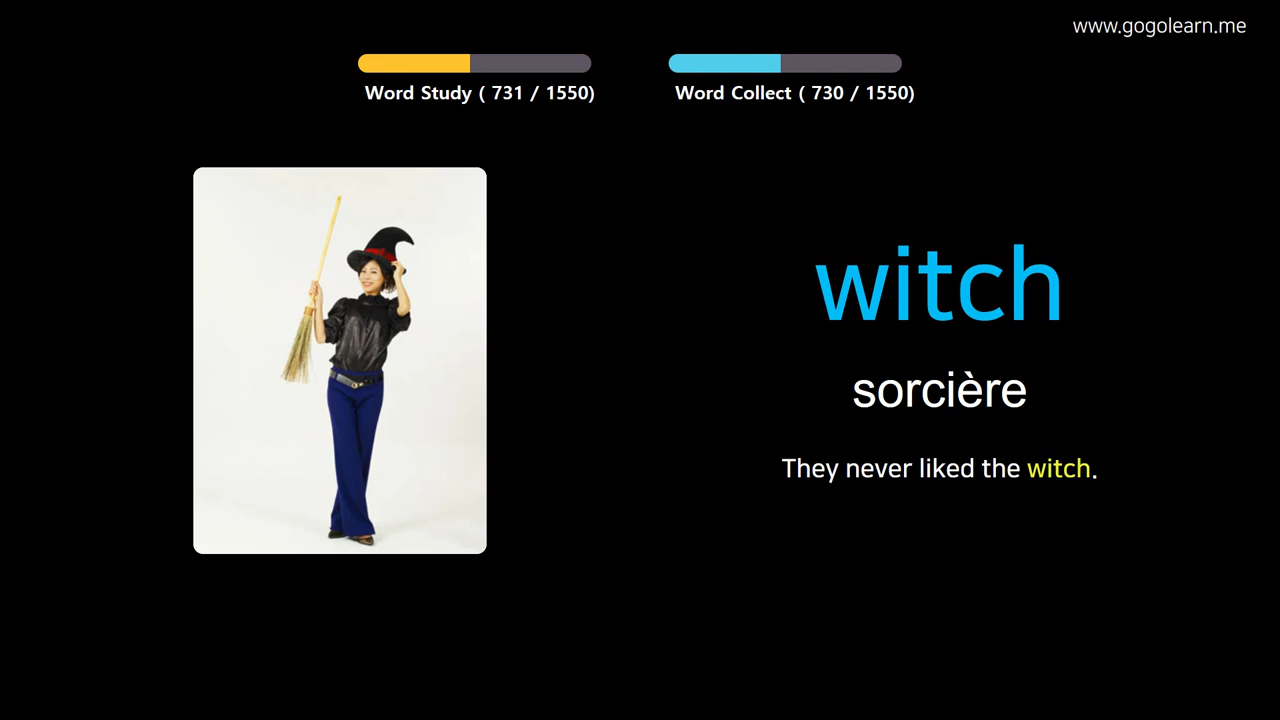 www.gogolearn.me
Word Study ( 731 / 1550)
Word Collect ( 730 / 1550)
witch
sorcière
They never liked the witch.